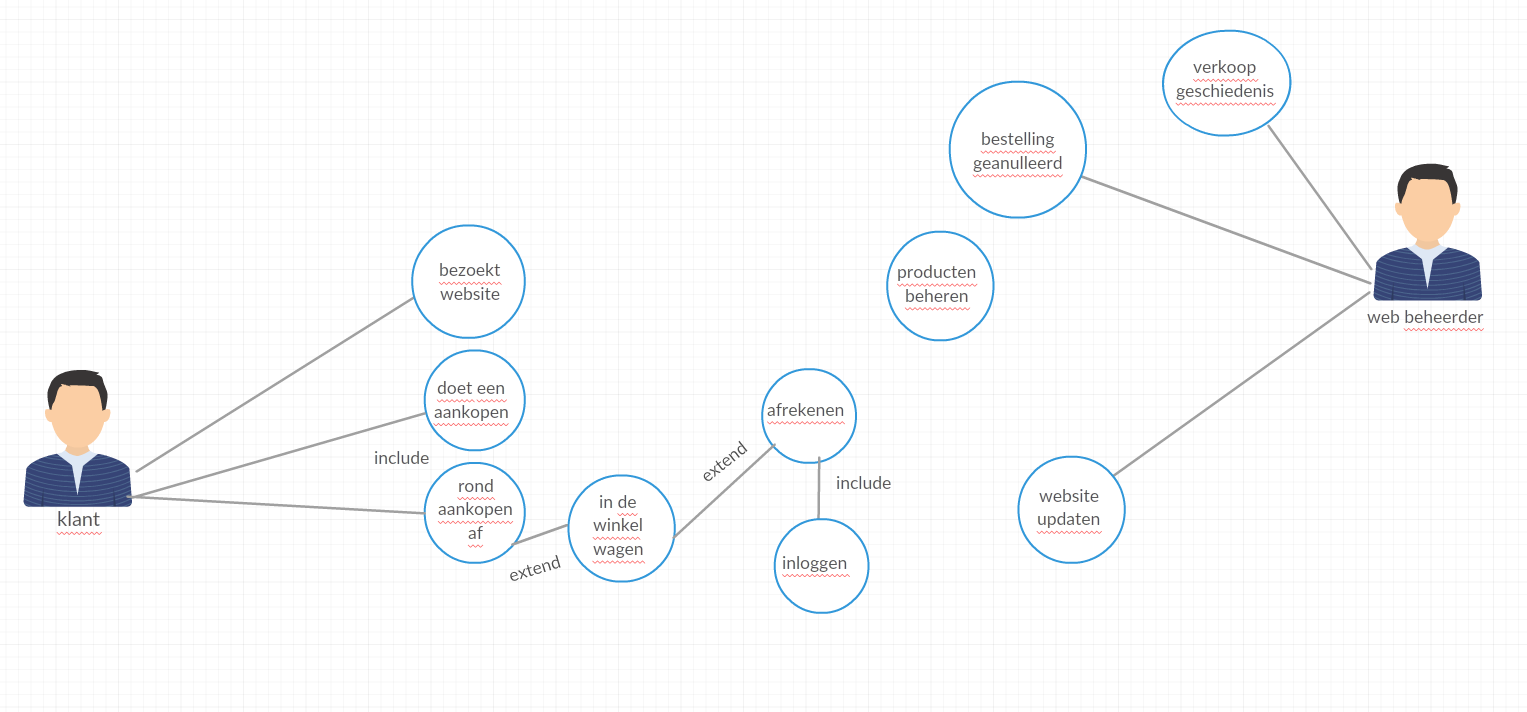 verkoop
geschiedenis
bestelling
geanulleerd
bezoekt
website
producten
beheren
web beheerder
doet een
aankopen
afrekenen
include
extend
rond
aankopen
af
include
in de
winkel
wagen
website
updaten
klant
extend
inloggen